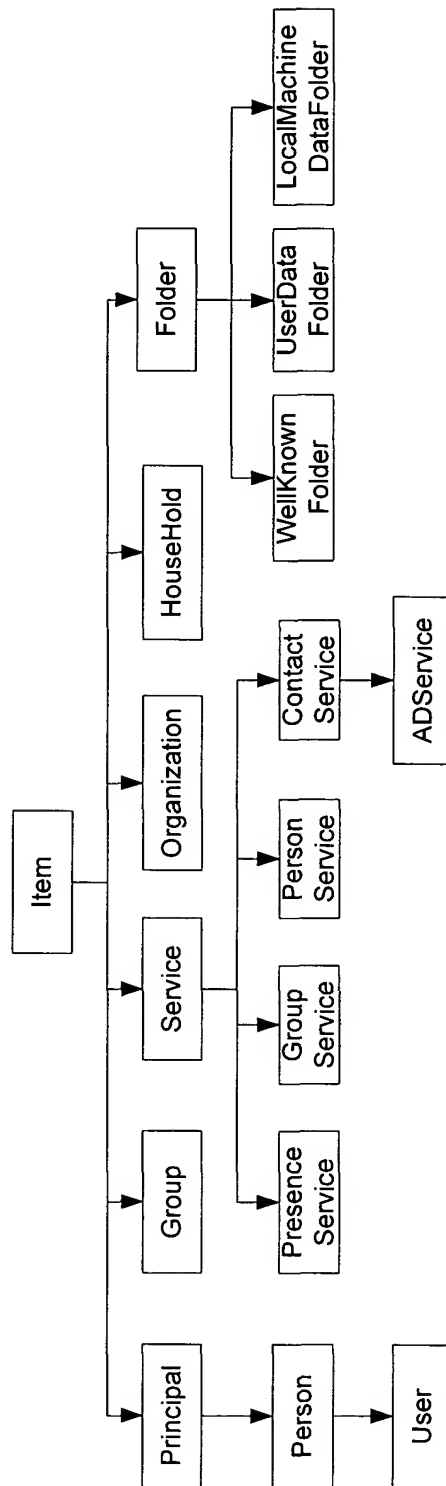 Item
Principal
Group
Service
Organization
HouseHold
Folder
Person
Presence
Service
Group
Service
Person
Service
Contact
Service
WellKnown
Folder
UserData
Folder
LocalMachine
DataFolder
User
ADService